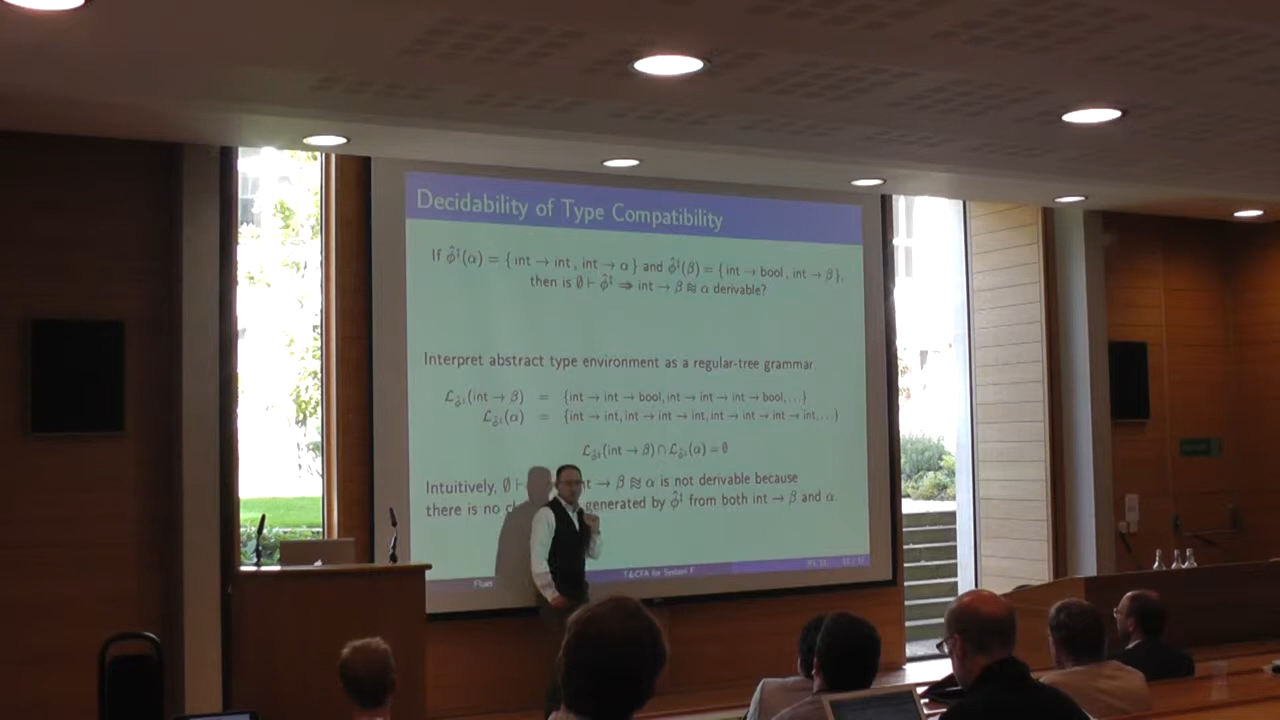 Decidability of Type Compatibility
If ϕ̂‡(α) = { int → int , int → α } and ϕ̂‡(β) = { int → bool , int → β },
then is ∅ ⊢ ϕ̂‡ ⇒ int → β ≋ α derivable?
Interpret abstract type environment as a regular-tree grammar
ℒϕ̂‡(int → β) = {int → int → bool, int → int → int → bool, . . .}
ℒϕ̂‡(α) = {int → int, int → int → int, int → int → int → int, . . .}
ℒϕ̂‡(int → β) ∩ ℒϕ̂‡(α) = ∅
Intuitively, ∅ ⊢ → β ≋ α is not derivable because
there is no generated by ϕ̂‡ from both int → β and α.
Fluet T&CFA for System F